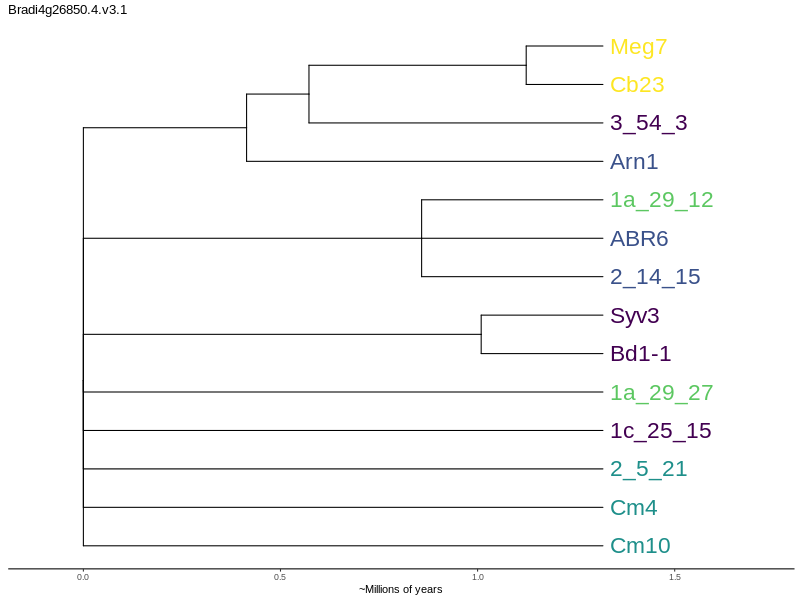 Bradi4g26850.4.v3.1
Meg7
Cb23
3_54_3
Arn1
1a_29_12
ABR6
2_14_15
Syv3
Bd1-1
1a_29_27
1c_25_15
2_5_21
Cm4
Cm10
0.0 0.5 1.0 1.5
~Millions of years